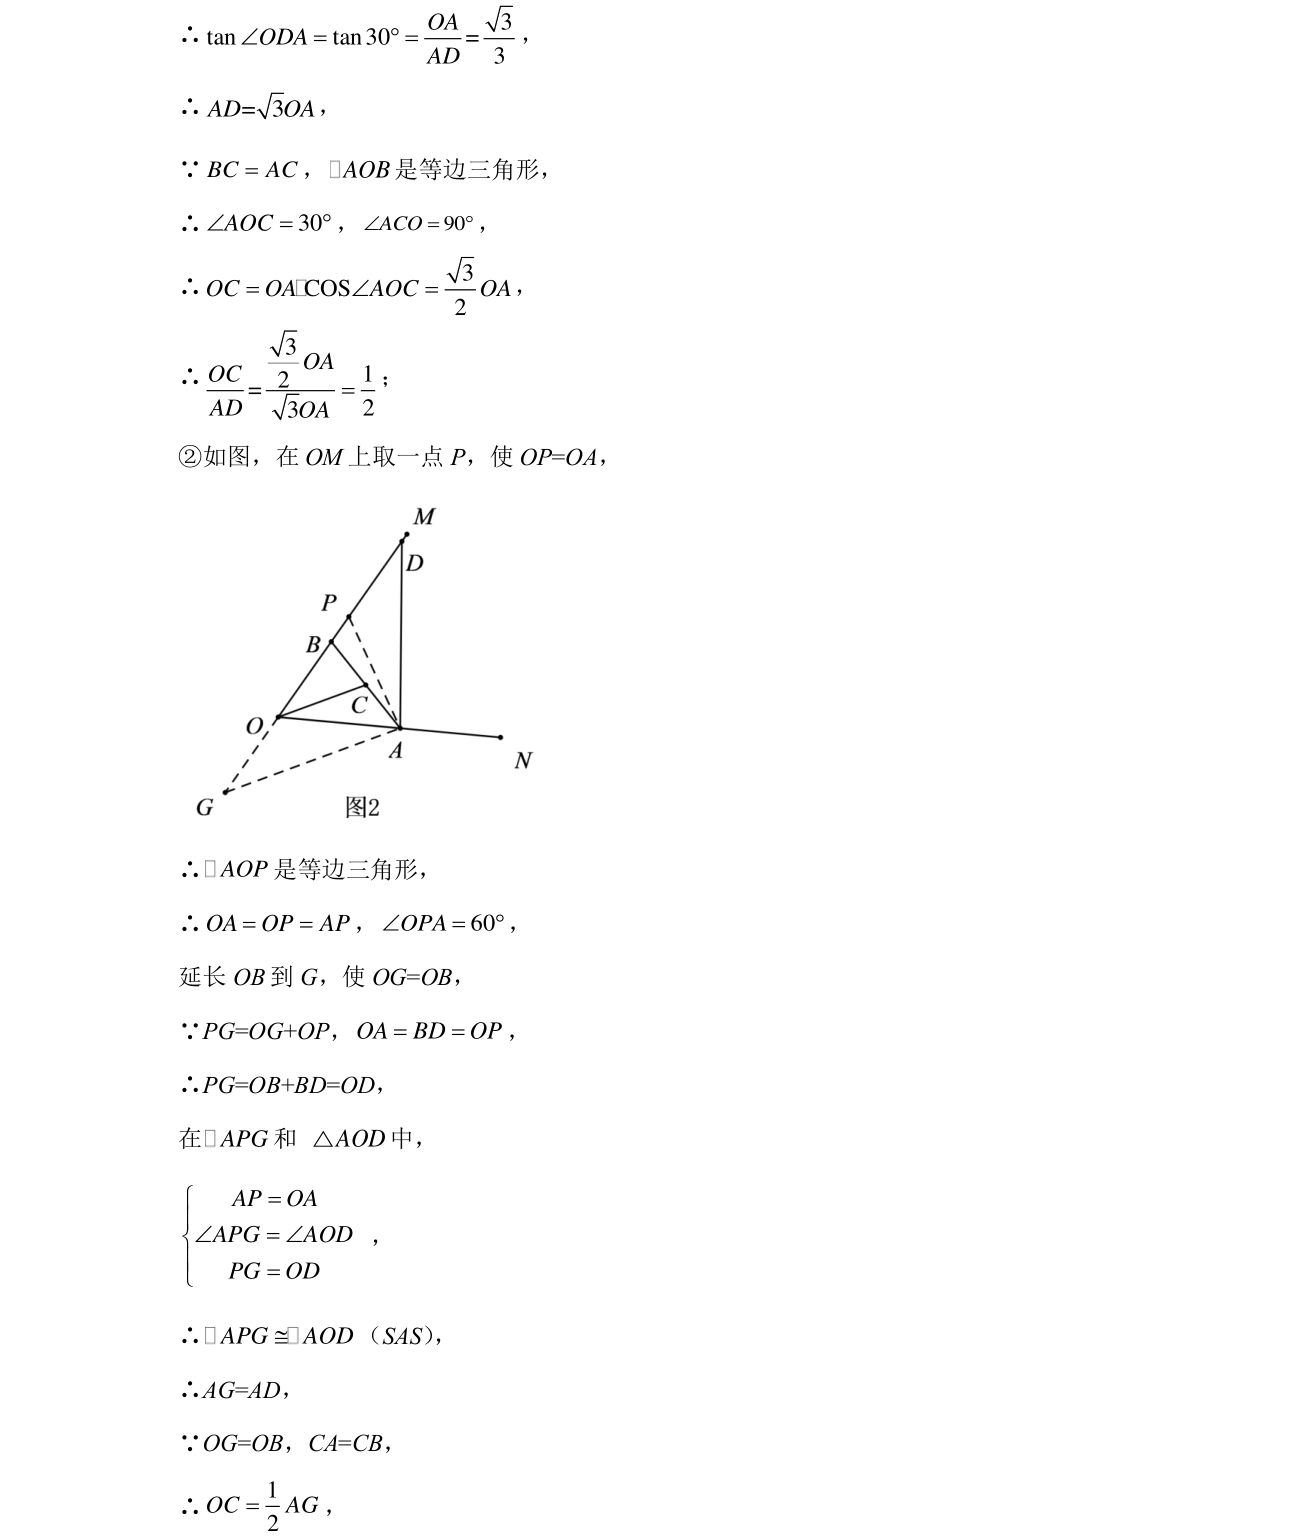 ∴ tan∠ODA = tan30° = OA/AD = √3/3，
∴ AD=√3OA，
∵ BC = AC，□AOB是等边三角形，
∴ ∠AOC = 30°，∠ACO = 90°，
∴ OC = OA□COS∠AOC = √3/2 OA，
∴ OC/AD = (√3/2 OA)/(√3OA) = 1/2；
②如图，在 OM 上取一点 P，使 OP=OA，
M
D
P
B
C
O
A
N
G
图2
∴□AOP 是等边三角形，
∴ OA = OP = AP，∠OPA = 60°，
延长 OB 到 G，使 OG=OB，
∵PG=OG+OP，OA = BD = OP，
∴PG=OB+BD=OD，
在□APG 和 △AOD 中，
AP = OA
∠APG = ∠AOD，
PG = OD
∴□APG ≅□AOD（SAS），
∴AG=AD，
∵OG=OB，CA=CB，
∴ OC = 1/2 AG，